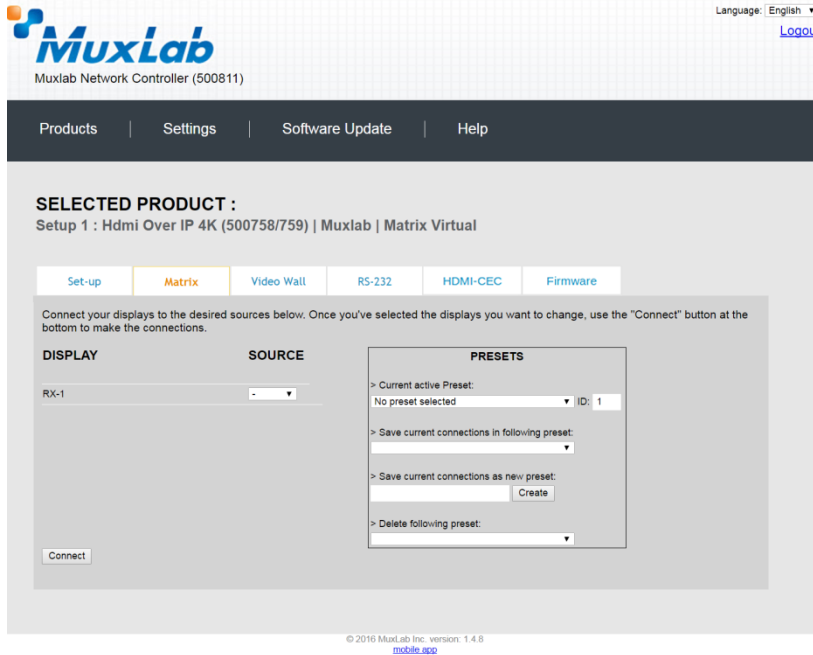 Language: English
Logou
MuxLab
Muxlab Network Controller (500811)
Products | Settings | Software Update | Help
SELECTED PRODUCT :
Setup 1 : Hdmi Over IP 4K (500758/759) | Muxlab | Matrix Virtual
Set-up Matrix Video Wall RS-232 HDMI-CEC Firmware
Connect your displays to the desired sources below. Once you've selected the displays you want to change, use the "Connect" button at the
bottom to make the connections.
DISPLAY SOURCE PRESETS
> Current active Preset:
RX-1 - No preset selected ID: 1
> Save current connections in following preset:
> Save current connections as new preset:
Create
> Delete following preset:
Connect
© 2016 MuxLab Inc. version: 1.4.8
mobile app